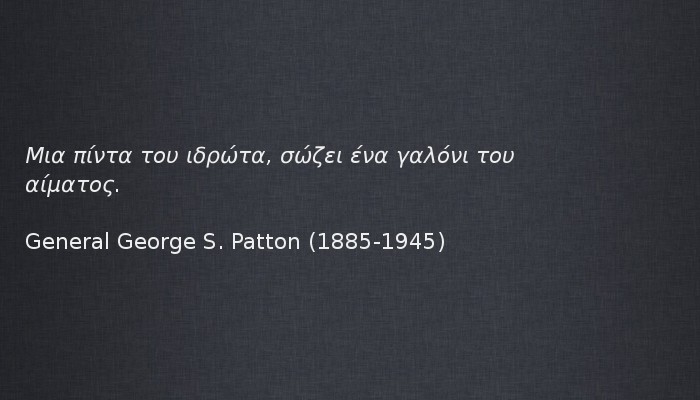 Μια πίντα του ιδρώτα, σώζει ένα γαλόνι του
αίματος.
General George S. Patton (1885-1945)